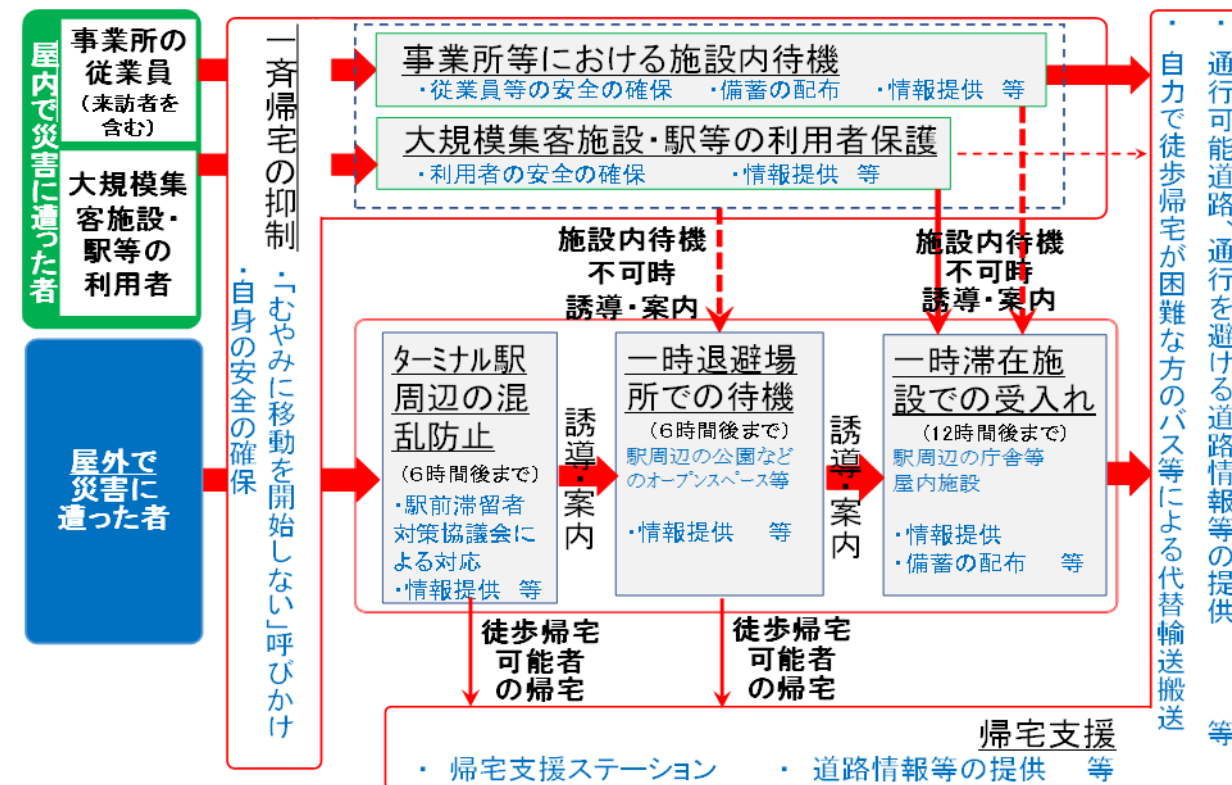 屋内で災害に遭った者
事業所の
従業員
(来訪者を
含む)
大規模集
客施設・
駅等の
利用者
屋外で
災害に
遭った者
一斉帰宅の抑制
・「むやみに移動を開始しない」呼びかけ
・自身の安全の確保
事業所等における施設内待機
・従業員等の安全の確保 ・備蓄の配布 ・情報提供 等
大規模集客施設・駅等の利用者保護
・利用者の安全の確保 ・情報提供 等
施設内待機
不可時
誘導・案内
施設内待機
不可時
誘導・案内
ターミナル駅
周辺の混
乱防止
(6時間後まで)
・駅前滞留者
対策協議会に
よる対応
・情報提供 等
誘導・案内
一時退避場
所での待機
(6時間後まで)
駅周辺の公園など
のオープンスペース等
・情報提供 等
誘導・案内
一時滞在施
設での受入れ
(12時間後まで)
駅周辺の庁舎等
屋内施設
・情報提供
・備蓄の配布 等
徒歩帰宅
可能者
の帰宅
徒歩帰宅
可能者
の帰宅
帰宅支援
・ 帰宅支援ステーション ・ 道路情報等の提供 等
・ 通行可能道路、通行を避ける道路情報等の提供 等
・ 自力で徒歩帰宅が困難な方のバス等による代替輸送搬送